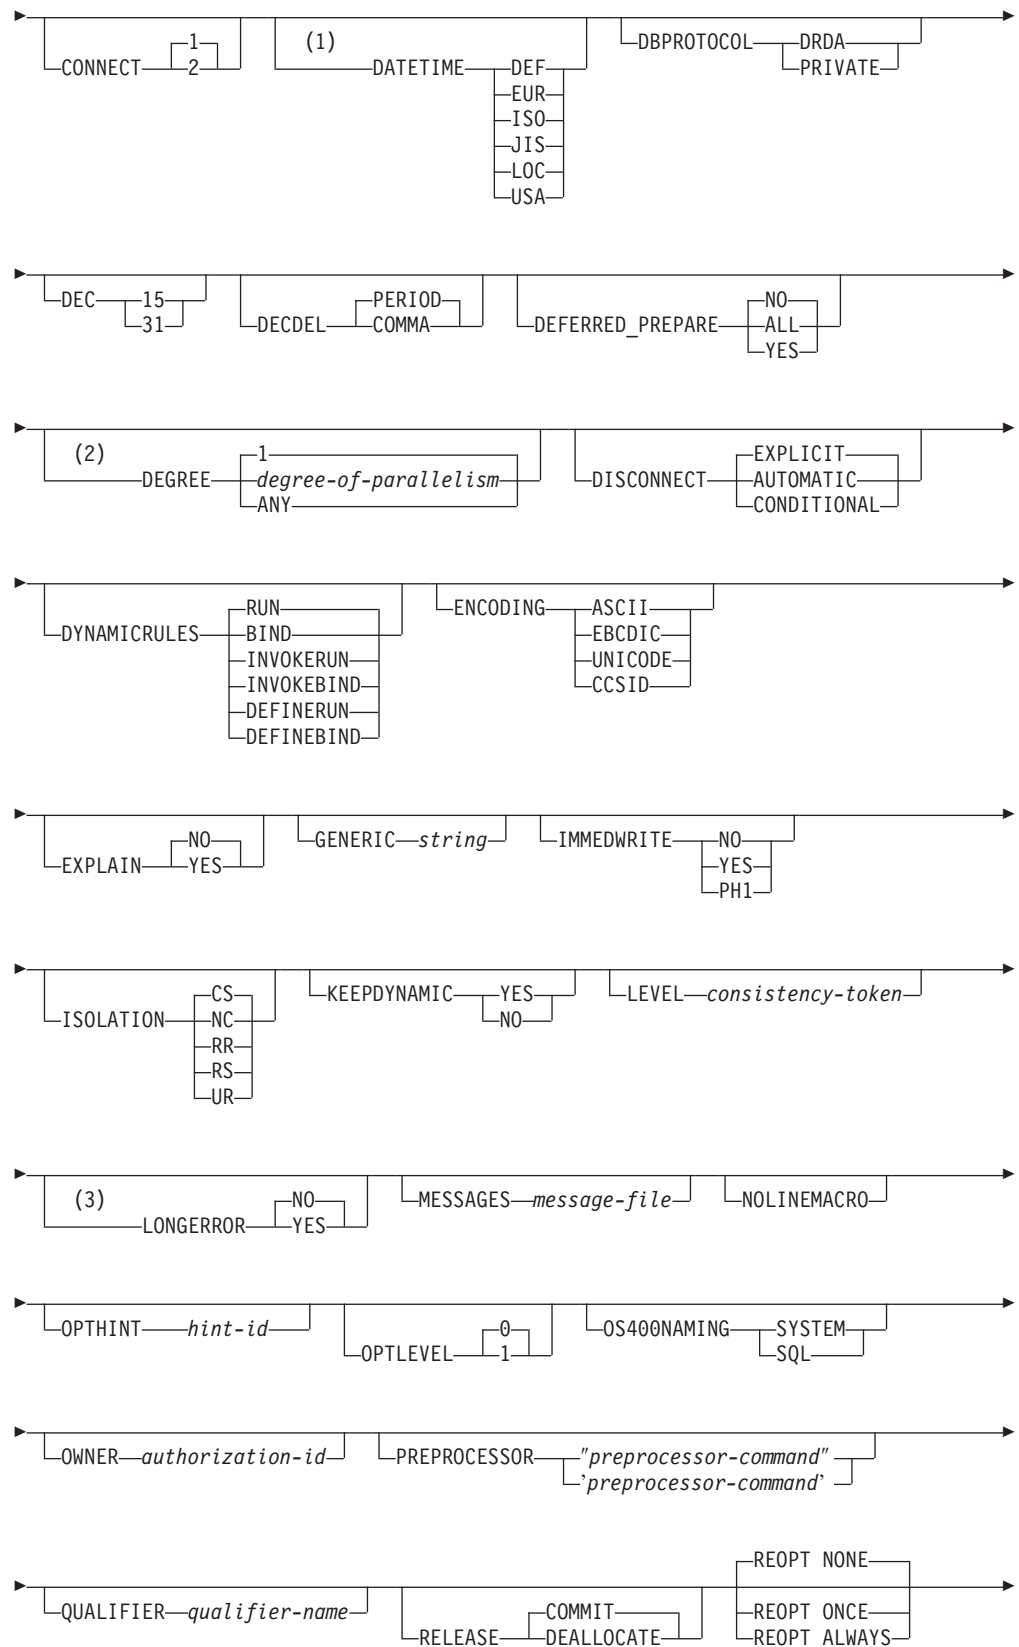 1
CONNECT 2
(1)
DATETIME DEF
EUR
ISO
JIS
LOC
USA
DBPROTOCOL DRDA
PRIVATE
DEC 15
31
PERIOD
DECDEL COMMA
NO
DEFERRED_PREPARE ALL
YES
(2)
1
DEGREE degree-of-parallelism
ANY
EXPLICIT
DISCONNECT AUTOMATIC
CONDITIONAL
RUN
DYNAMICRULES BIND
INVOKERUN
INVOKEBIND
DEFINERUN
DEFINEBIND
ENCODING ASCII
EBCDIC
UNICODE
CCSID
NO
EXPLAIN YES
GENERIC string
IMMEDWRITE NO
YES
PH1
CS
ISOLATION NC
RR
RS
UR
KEEPDYNAMIC YES
NO
LEVEL consistency-token
(3)
NO
LONGERROR YES
MESSAGES message-file
NOLINEMACRO
OPTHINT hint-id
0
OPTLEVEL 1
OS400NAMING SYSTEM
SQL
OWNER authorization-id
PREPROCESSOR "preprocessor-command"
'preprocessor-command'
QUALIFIER qualifier-name
COMMIT
RELEASE DEALLOCATE
REOPT NONE
REOPT ONCE
REOPT ALWAYS